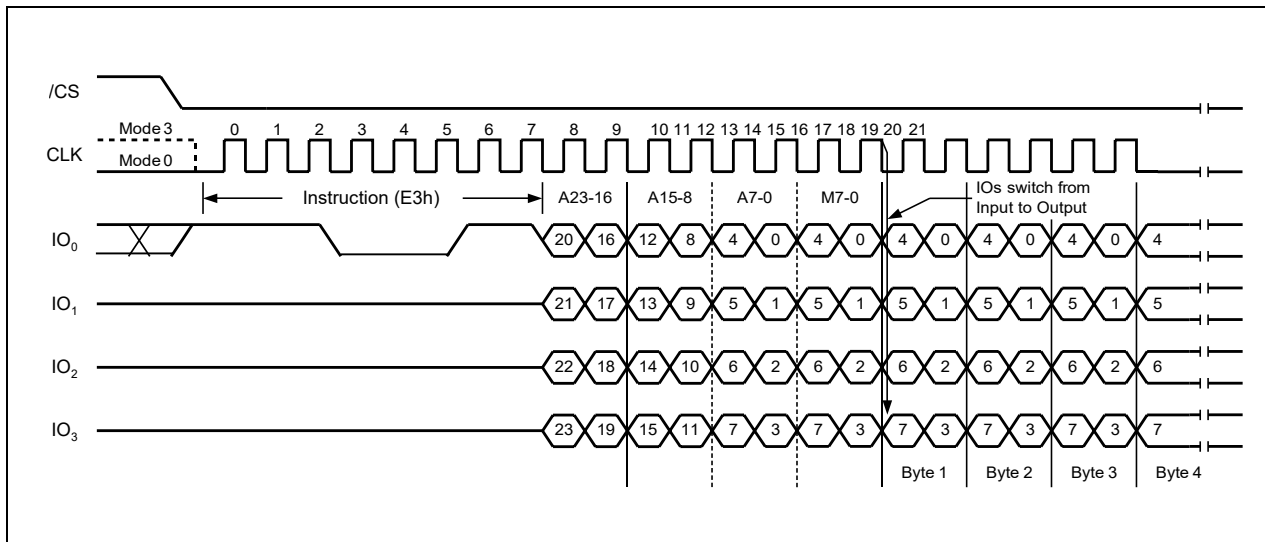 /CS
Mode 3
0 1 2 3 4 5 6 7 8 9 10 11 12 13 14 15 16 17 18 19 20 21
CLK
Mode 0
Instruction (E3h) A23-16 A15-8 A7-0 M7-0
IOs switch from
Input to Output
IO0 20 16 12 8 4 0 4 0 4 0 4 0 4 0 4
IO1 21 17 13 9 5 1 5 1 5 1 5 1 5 1 5
IO2 22 18 14 10 6 2 6 2 6 2 6 2 6 2 6
IO3 23 19 15 11 7 3 7 3 7 3 7 3 7 3 7
Byte 1 Byte 2 Byte 3 Byte 4